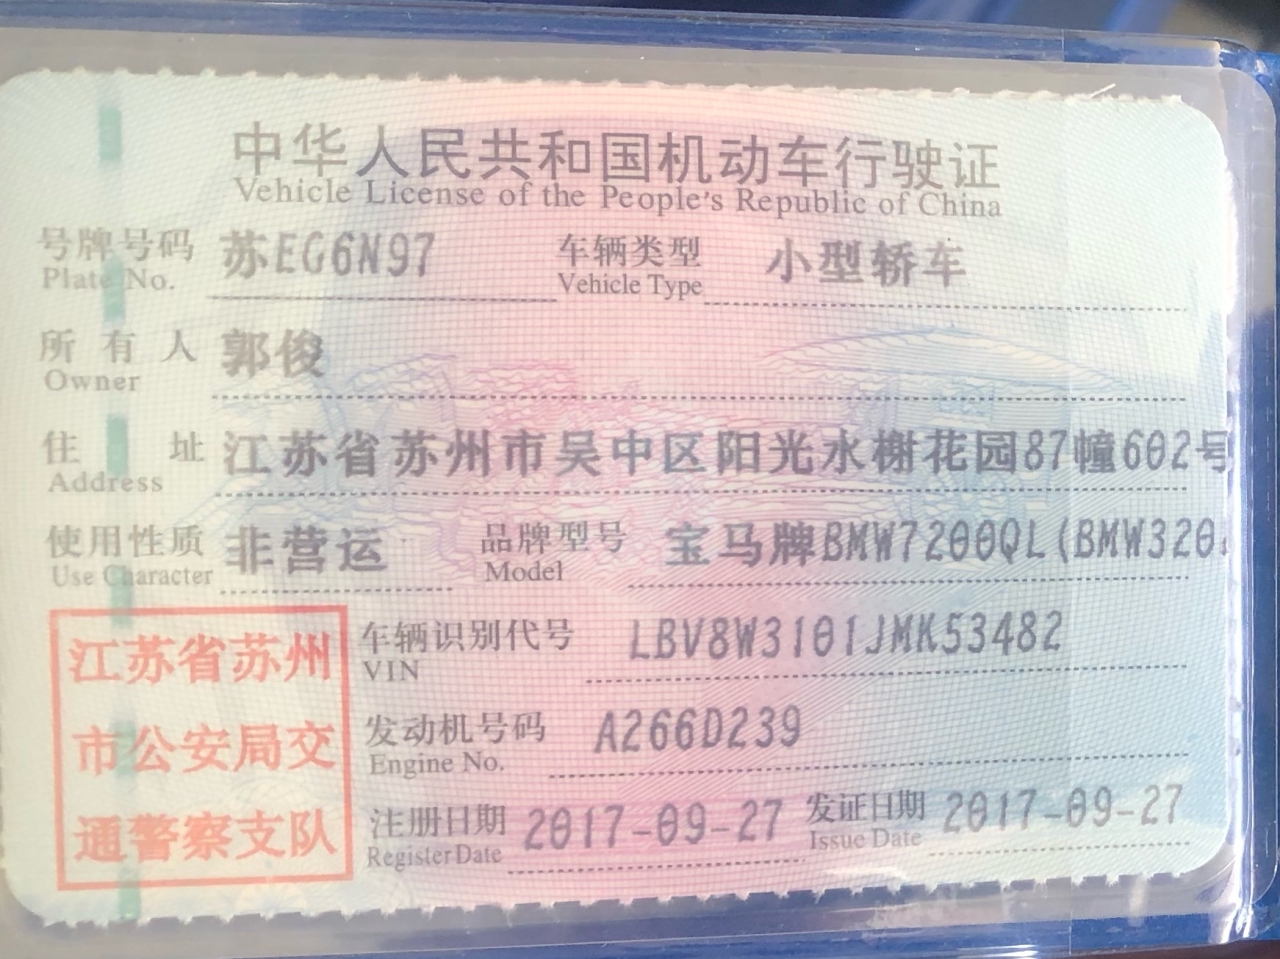 中华人民共和国机动车行驶证
Vehicle License of the People's Republic of China
号牌号码 苏EG6N97 车辆类型 小型轿车
Plate No. Vehicle Type
所有人 郭俊
Owner
住址 江苏省苏州市吴中区阳光水榭花园87幢602号
Address
使用性质 非营运 品牌型号 宝马牌BMW7200QL(BMW320
Use Character Model
江苏省苏州
市公安局交
通警察支队
车辆识别代号 LBV8W3101JMK53482
VIN
发动机号码 A266D239
Engine No.
注册日期 2017-09-27 发证日期 2017-09-27
Register Date Issue Date